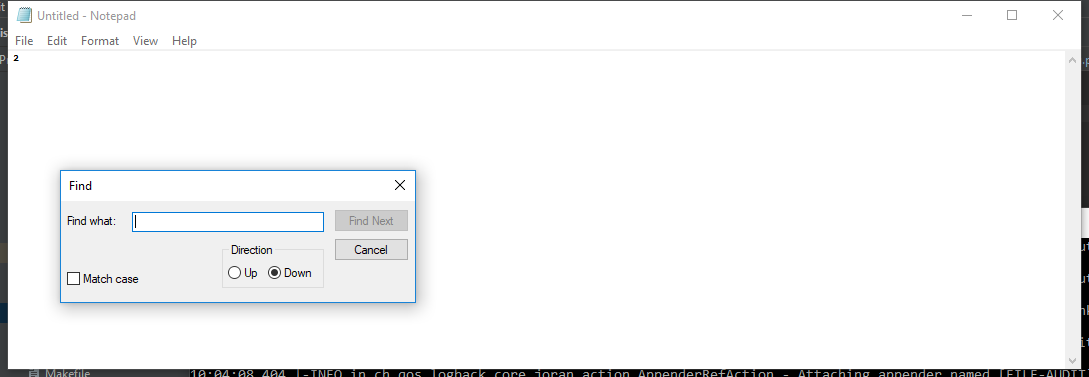 Untitled - Notepad
File Edit Format View Help
2
Find
Find what:
Find Next
Direction
Cancel
Up Down
Match case
Makefile
10:04:08,404 |-INFO in ch.qos.logback.core.joran.action.AppenderRefAction - Attaching appender named [FILE-AUDIT